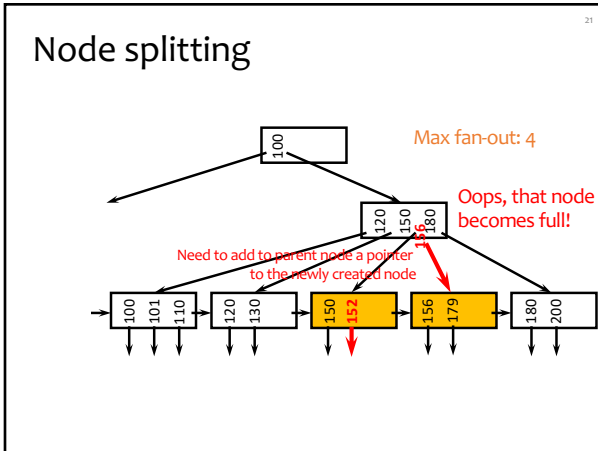 21
Node splitting
Max fan-out: 4
100
Oops, that node
becomes full!
120 150 156 180
Need to add to parent node a pointer
to the newly created node
100 101 110 120 130 150 152 156 179 180 200